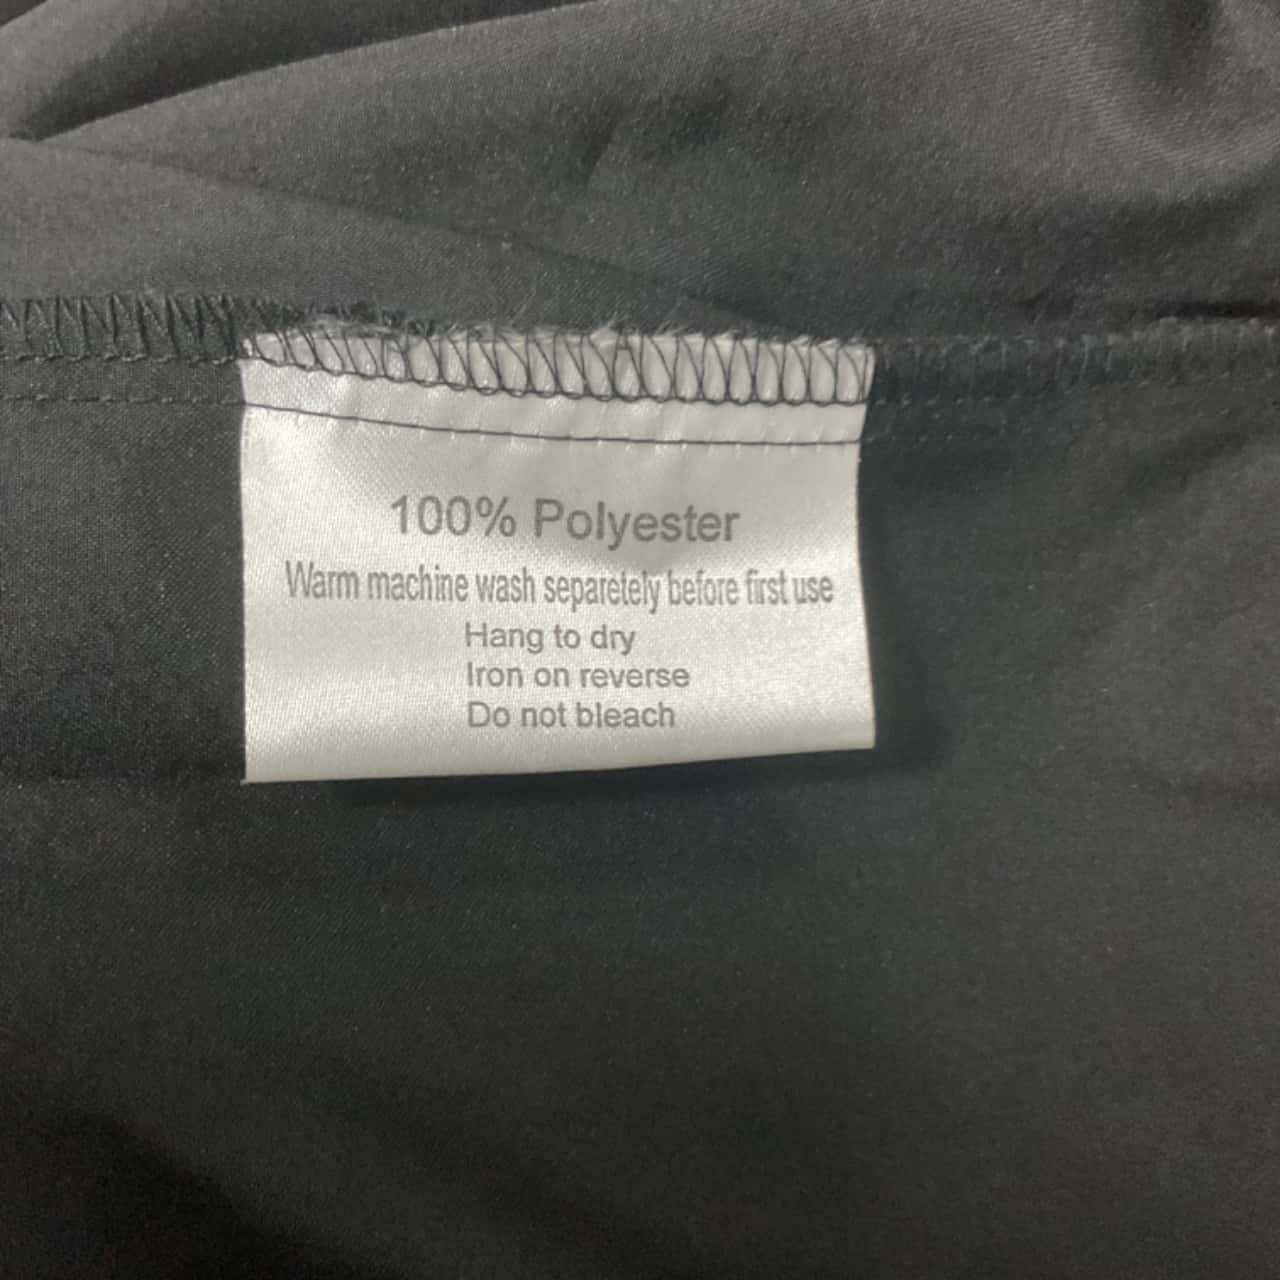 100% Polyester
Warm machine wash separetely before first use
Hang to dry
Iron on reverse
Do not bleach